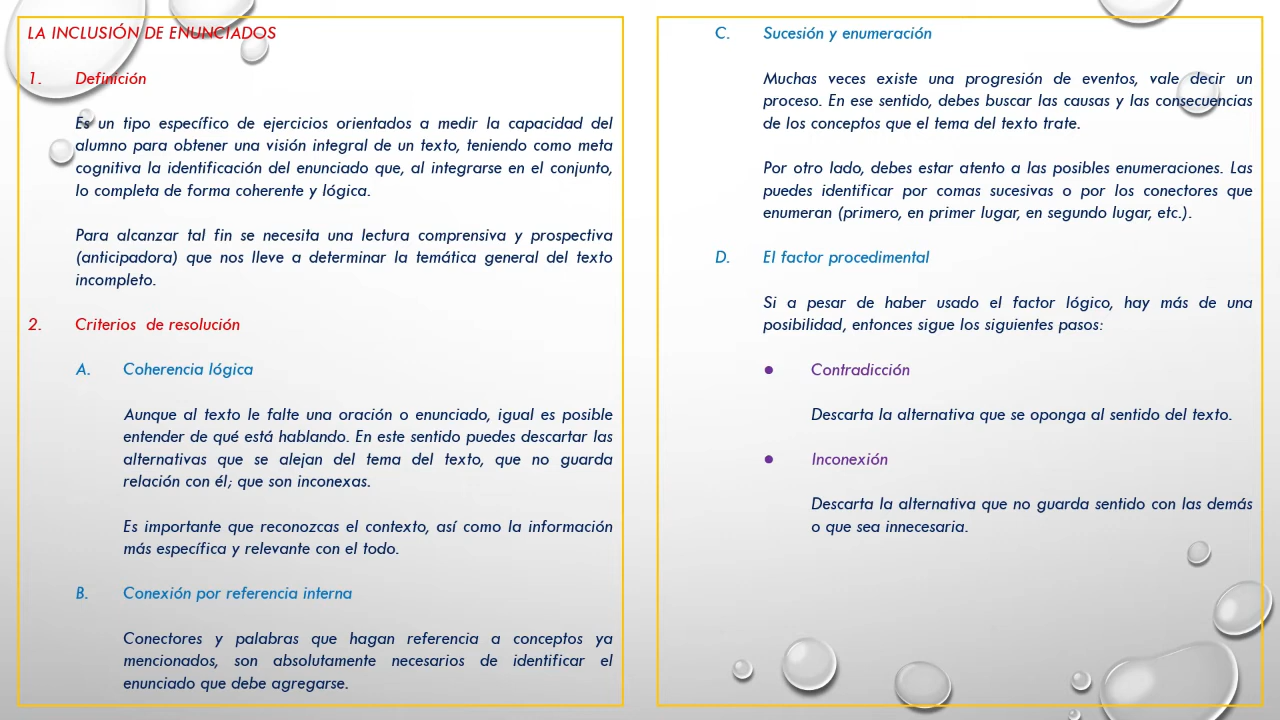 LA INCLUSIÓN DE ENUNCIADOS
1. Definición
Es un tipo específico de ejercicios orientados a medir la capacidad del
alumno para obtener una visión integral de un texto, teniendo como meta
cognitiva la identificación del enunciado que, al integrarse en el conjunto,
lo completa de forma coherente y lógica.
Para alcanzar tal fin se necesita una lectura comprensiva y prospectiva
(anticipadora) que nos lleve a determinar la temática general del texto
incompleto.
2. Criterios de resolución
A. Coherencia lógica
Aunque al texto le falte una oración o enunciado, igual es posible
entender de qué está hablando. En este sentido puedes descartar las
alternativas que se alejan del tema del texto, que no guarda
relación con él; que son inconexas.
Es importante que reconozcas el contexto, así como la información
más específica y relevante con el todo.
B. Conexión por referencia interna
Conectores y palabras que hagan referencia a conceptos ya
mencionados, son absolutamente necesarios de identificar el
enunciado que debe agregarse.
C. Sucesión y enumeración
Muchas veces existe una progresión de eventos, vale decir un
proceso. En ese sentido, debes buscar las causas y las consecuencias
de los conceptos que el tema del texto trate.
Por otro lado, debes estar atento a las posibles enumeraciones. Las
puedes identificar por comas sucesivas o por los conectores que
enumeran (primero, en primer lugar, en segundo lugar, etc.).
D. El factor procedimental
Si a pesar de haber usado el factor lógico, hay más de una
posibilidad, entonces sigue los siguientes pasos:
● Contradicción
Descarta la alternativa que se oponga al sentido del texto.
● Inconexión
Descarta la alternativa que no guarda sentido con las demás
o que sea innecesaria.